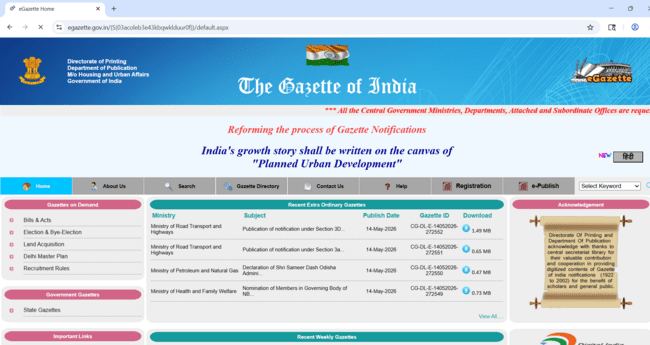 eGazette Home
egazette.gov.in/(S(03acoleb3e43kbqwklduur0f))/default.aspx
Directorate of Printing
Department of Publication
M/o Housing and Urban Affairs
Government of India
The Gazette of India
eGazette
*** All the Central Government Ministries, Departments, Attached and Subordinate Offices are reque
Reforming the process of Gazette Notifications
India's growth story shall be written on the canvas of
"Planned Urban Development"
NEW
हिंदी
Home
About Us
Search
Gazette Directory
Contact Us
Help
Registration
e-Publish
Select Keyword
Gazettes on Demand
Bills & Acts
Election & Bye-Election
Land Acquisition
Delhi Master Plan
Recruitment Rules
Government Gazettes
State Gazettes
Important Links
Recent Extra Ordinary Gazettes
Ministry Subject Publish Date Gazette ID Download
Ministry of Road Transport and
Highways
Publication of notification under Section 3D...
14-May-2026
CG-DL-E-14052026-
272552
1.49 MB
Ministry of Road Transport and
Highways
Publication of notification under Section 3a...
14-May-2026
CG-DL-E-14052026-
272551
0.65 MB
Ministry of Petroleum and Natural Gas
Declaration of Shri Sameer Dash Odisha
Admini...
14-May-2026
CG-DL-E-14052026-
272550
0.47 MB
Ministry of Health and Family Welfare
Nomination of Members in Governing Body of
NB...
14-May-2026
CG-DL-E-14052026-
272549
0.73 MB
View All....
Recent Weekly Gazettes
Acknowledgement
Directorate Of Printing and
Department Of Publication
acknowledge with thanks to
central secretariat library for
their valuable contribution
and cooperation in providing
digitized contents of Gazette
of india notifications (1922
to 2002) for the benefit of
scholars and general public.